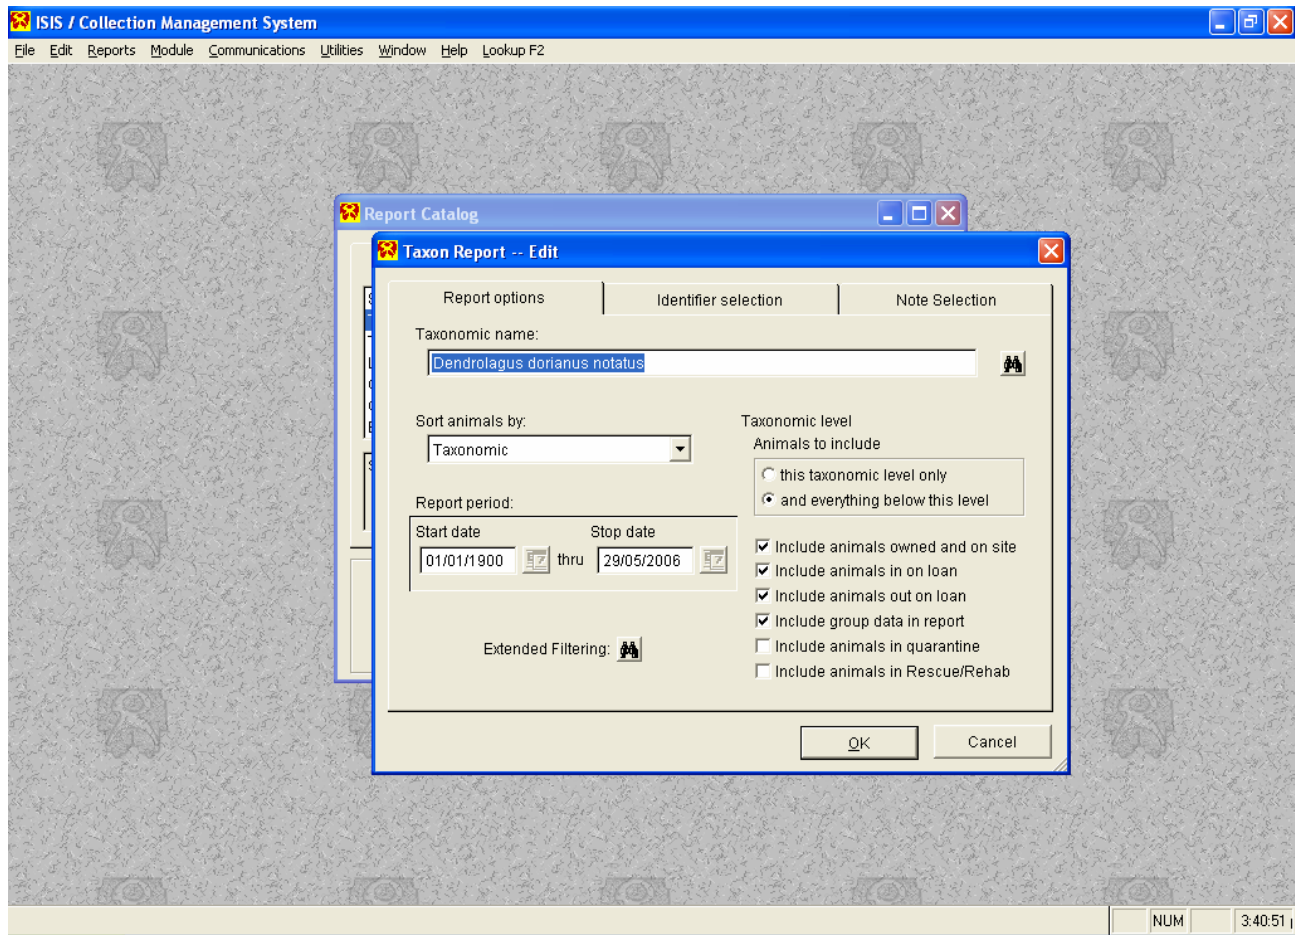 ISIS / Collection Management System
File Edit Reports Module Communications Utilities Window Help Lookup F2
Report Catalog
Taxon Report -- Edit
Report options Identifier selection Note Selection
Taxonomic name:
Dendrolagus dorianus notatus
Sort animals by:
Taxonomic
Taxonomic level
Animals to include
this taxonomic level only
and everything below this level
Report period:
Start date Stop date
01/01/1900 thru 29/05/2006
Include animals owned and on site
Include animals in on loan
Include animals out on loan
Include group data in report
Include animals in quarantine
Include animals in Rescue/Rehab
Extended Filtering:
OK Cancel
NUM 3:40:51